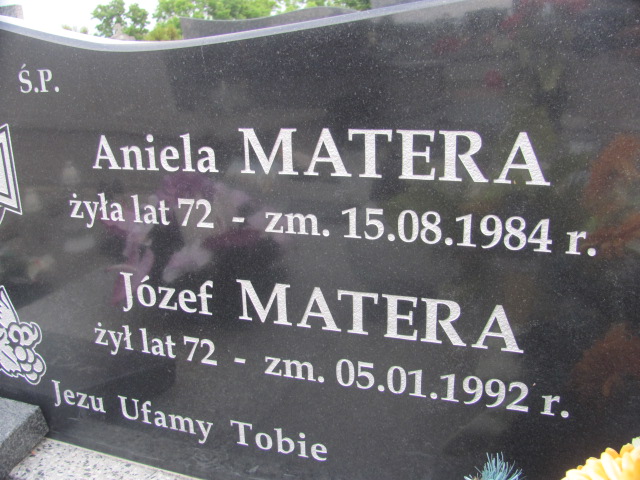 Ś.P.
Aniela MATERA
żyła lat 72 - zm. 15.08.1984 r.
Józef MATERA
żył lat 72 - zm. 05.01.1992 r.
Jezu Ufamy Tobie